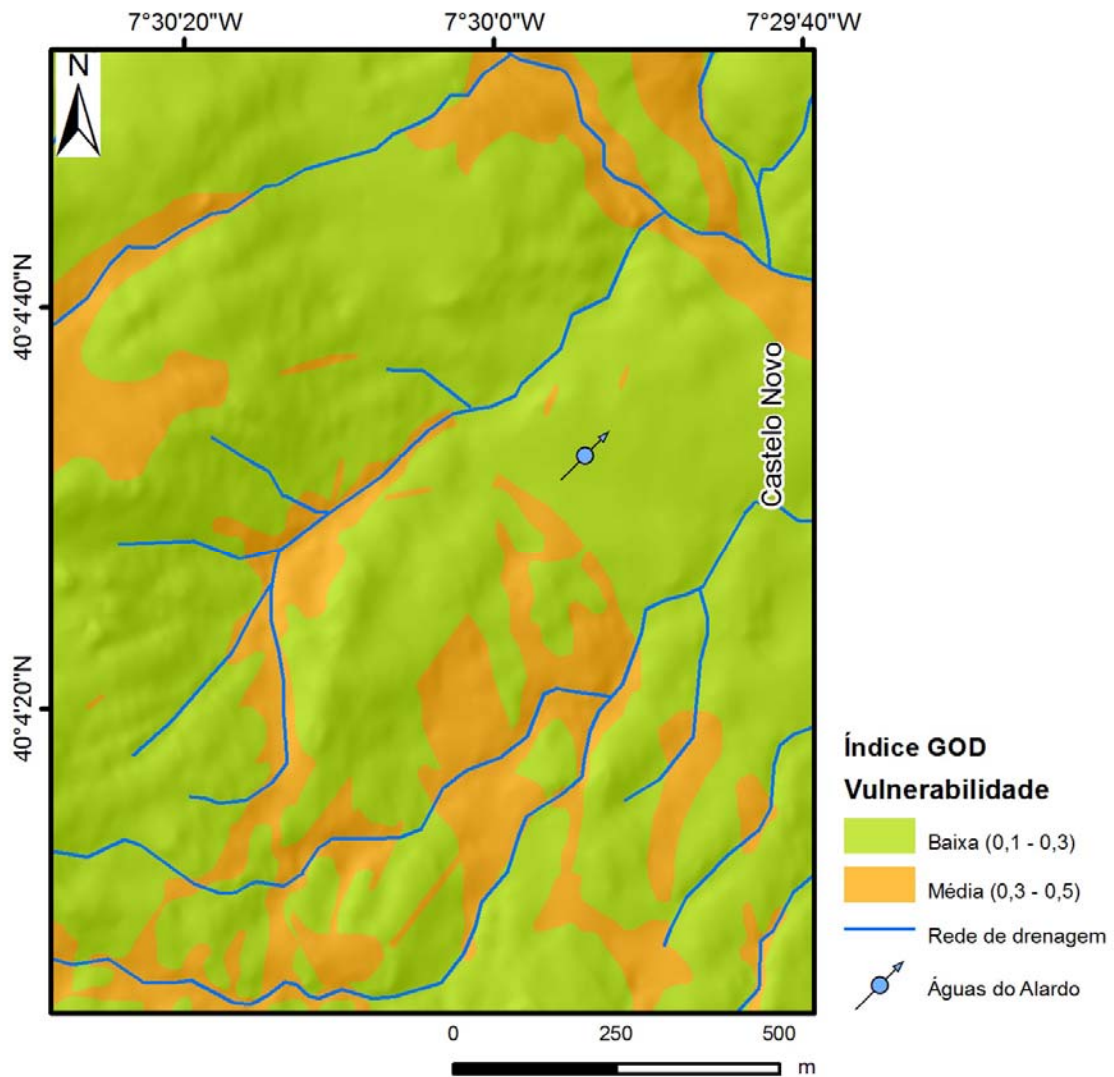 7°30'20"W 7°30'0"W 7°29'40"W
N
40°4'40"N
Castelo Novo
40°4'20"N
Índice GOD
Vulnerabilidade
Baixa (0,1 - 0,3)
Média (0,3 - 0,5)
Rede de drenagem
Águas do Alardo
0 250 500
m